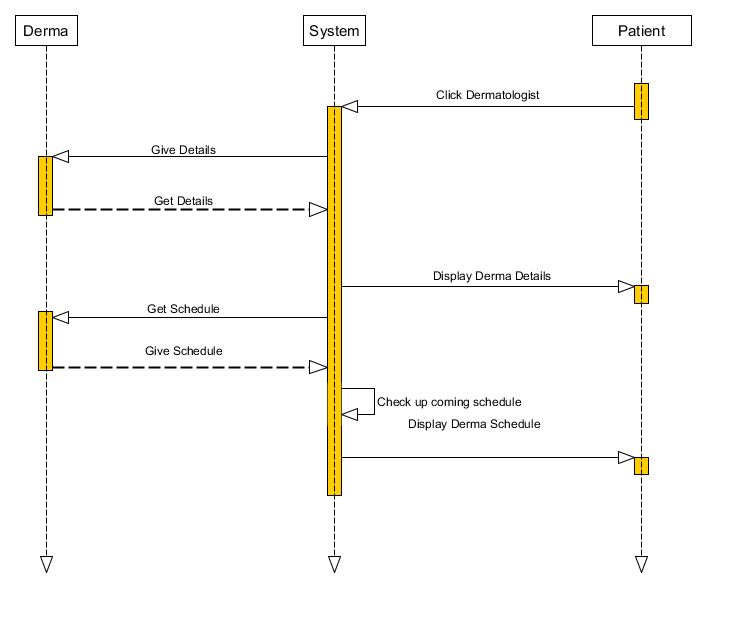 Derma
System
Patient
Click Dermatologist
Give Details
Get Details
Display Derma Details
Get Schedule
Give Schedule
Check up coming schedule
Display Derma Schedule